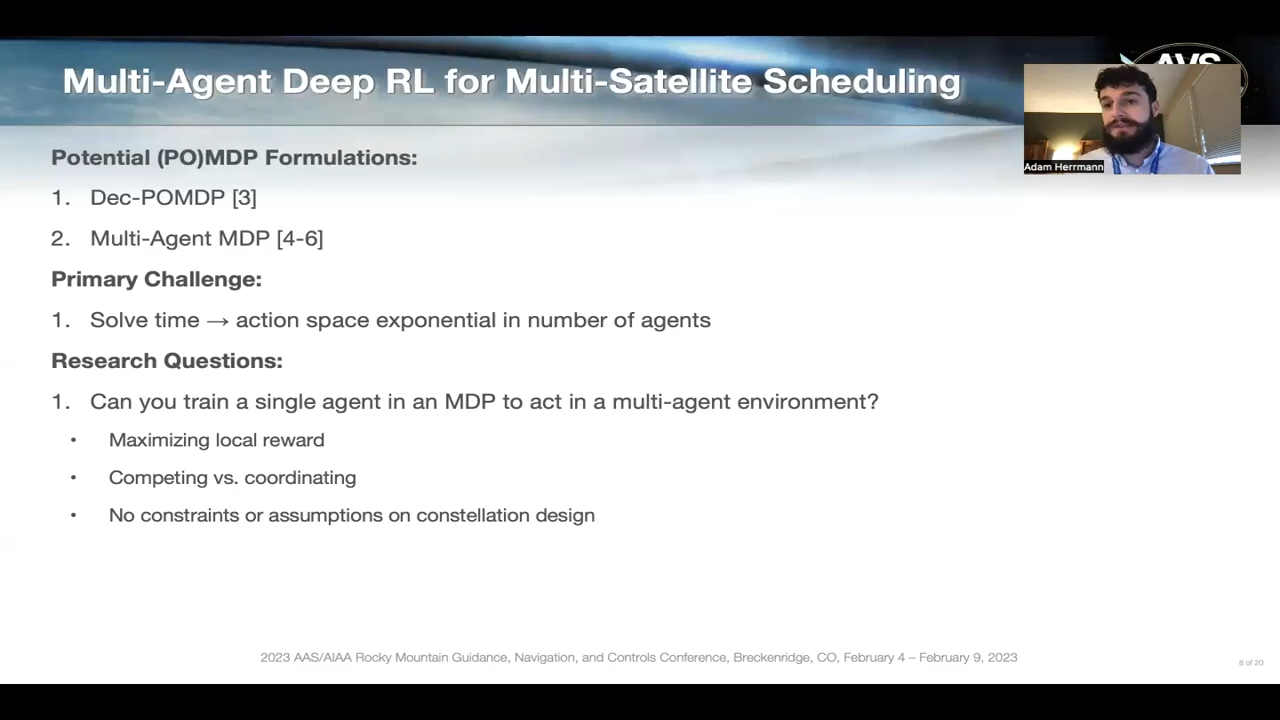 Multi-Agent Deep RL for Multi-Satellite Scheduling
AVS
Adam Herrmann
Potential (PO)MDP Formulations:
1. Dec-POMDP [3]
2. Multi-Agent MDP [4-6]
Primary Challenge:
1. Solve time → action space exponential in number of agents
Research Questions:
1. Can you train a single agent in an MDP to act in a multi-agent environment?
• Maximizing local reward
• Competing vs. coordinating
• No constraints or assumptions on constellation design
2023 AAS/AIAA Rocky Mountain Guidance, Navigation, and Controls Conference, Breckenridge, CO, February 4 – February 9, 2023
8 of 20